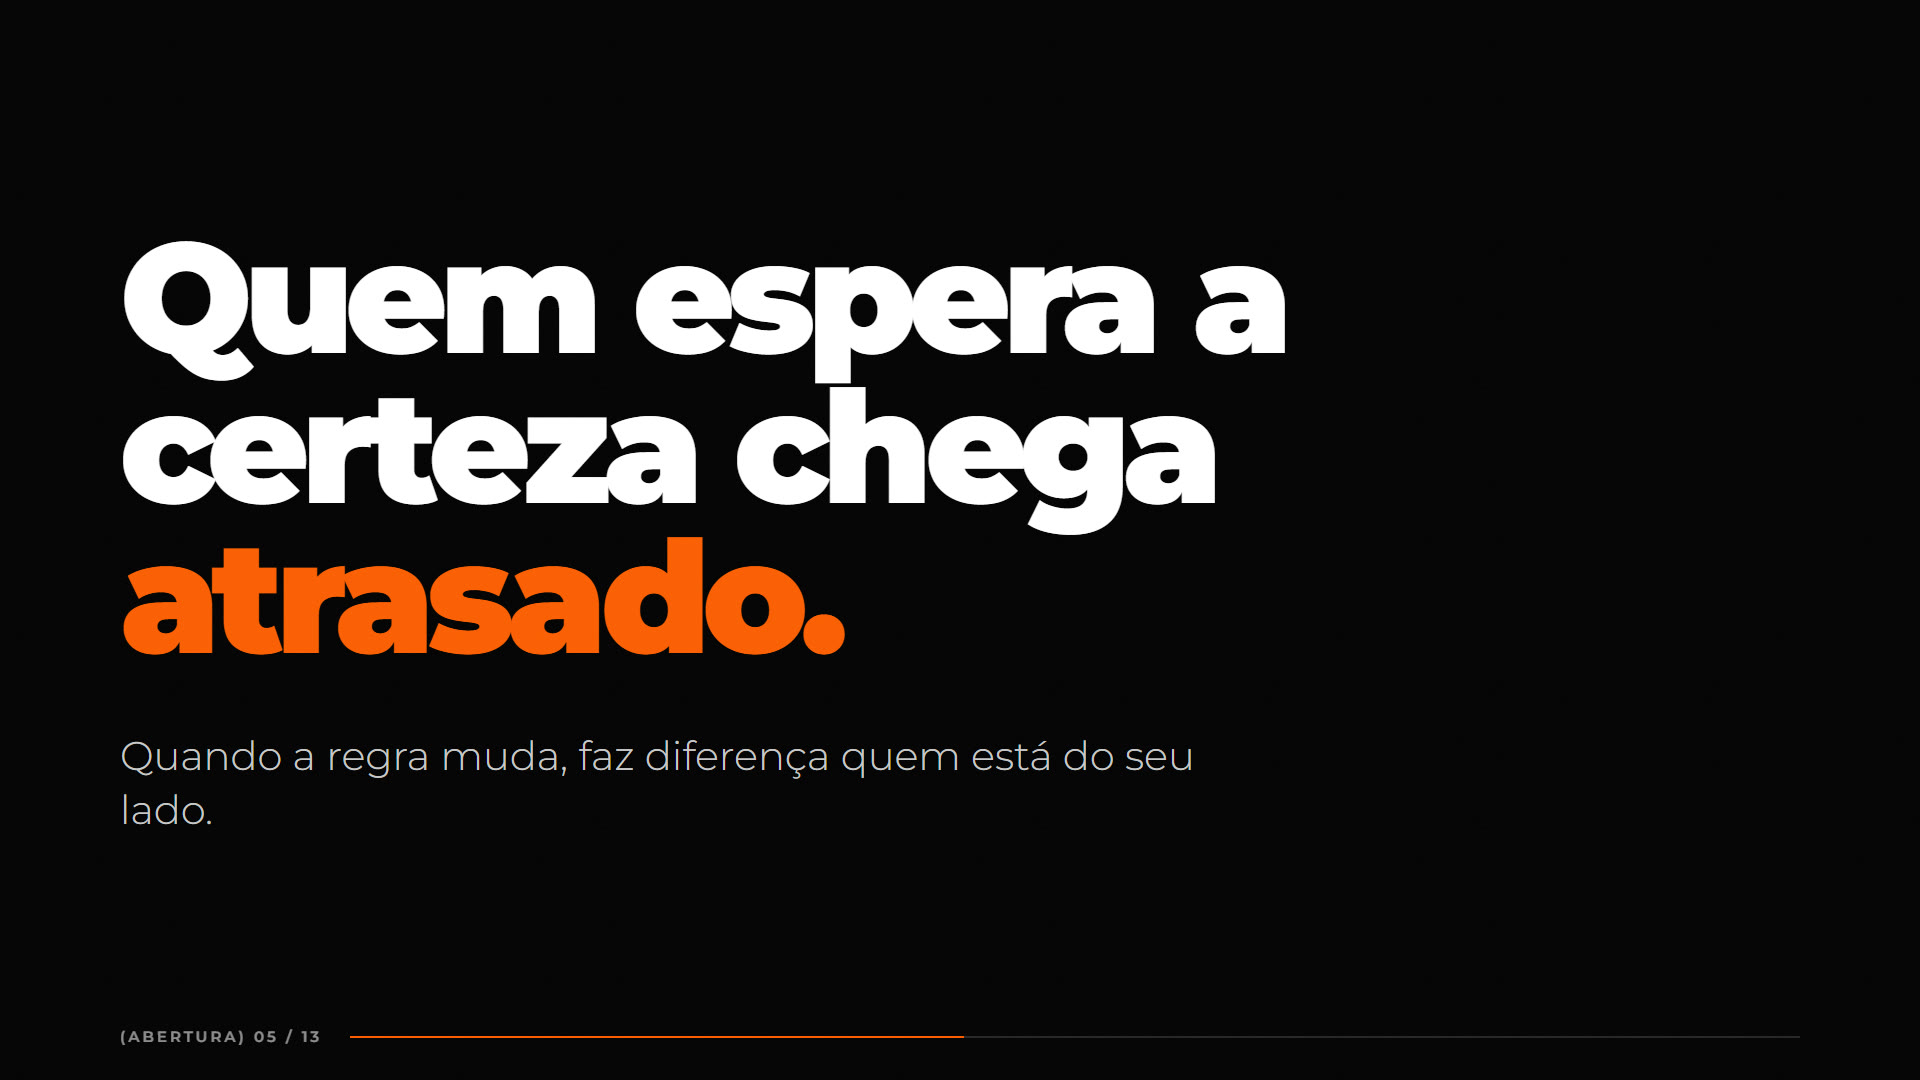 Quem espera a
certeza chega
atrasado.
Quando a regra muda, faz diferença quem está do seu
lado.
(ABERTURA) 05 / 13